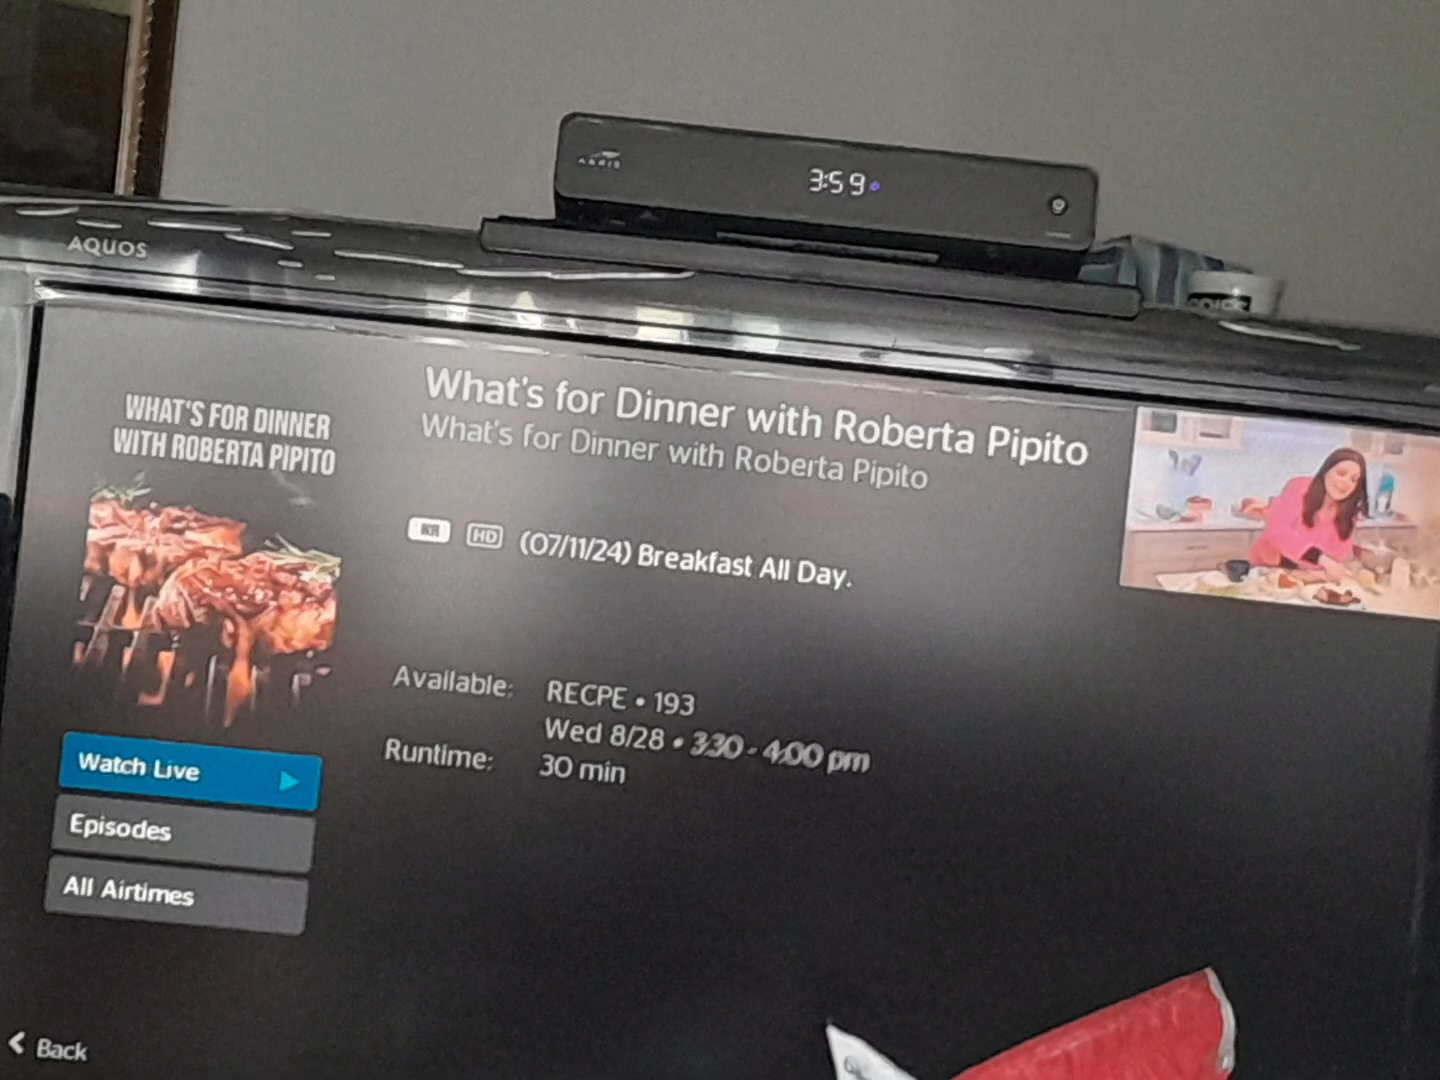 ARRIS
3:59
AQUOS
WHAT'S FOR DINNER
WITH ROBERTA PIPITO
What's for Dinner with Roberta Pipito
What's for Dinner with Roberta Pipito
NR HD (07/11/24) Breakfast All Day.
Available: RECPE • 193
Wed 8/28 • 3:30 - 4:00 pm
Runtime: 30 min
Watch Live
Episodes
All Airtimes
Back